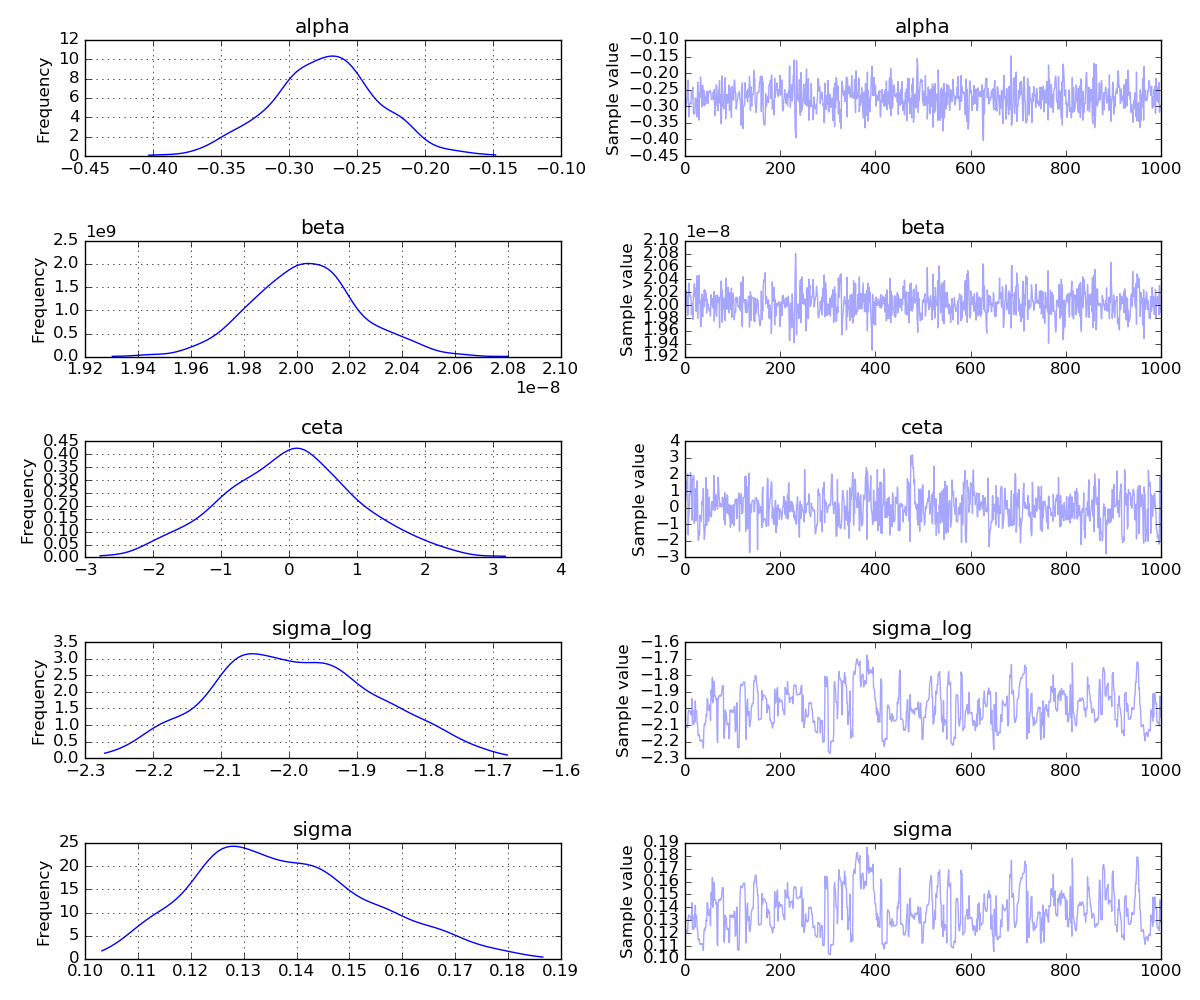 alpha
Frequency
12
10
8
6
4
2
0
−0.45 −0.40 −0.35 −0.30 −0.25 −0.20 −0.15 −0.10
alpha
Sample value
−0.10
−0.15
−0.20
−0.25
−0.30
−0.35
−0.40
−0.45
0 200 400 600 800 1000
beta
1e9
Frequency
2.5
2.0
1.5
1.0
0.5
0.0
1.92 1.94 1.96 1.98 2.00 2.02 2.04 2.06 2.08 2.10
1e−8
beta
1e−8
Sample value
2.10
2.08
2.06
2.04
2.02
2.00
1.98
1.96
1.94
1.92
0 200 400 600 800 1000
ceta
Frequency
0.45
0.40
0.35
0.30
0.25
0.20
0.15
0.10
0.05
0.00
−3 −2 −1 0 1 2 3 4
ceta
Sample value
4
3
2
1
0
−1
−2
−3
0 200 400 600 800 1000
sigma_log
Frequency
3.5
3.0
2.5
2.0
1.5
1.0
0.5
0.0
−2.3 −2.2 −2.1 −2.0 −1.9 −1.8 −1.7 −1.6
sigma_log
Sample value
−1.6
−1.7
−1.8
−1.9
−2.0
−2.1
−2.2
−2.3
0 200 400 600 800 1000
sigma
Frequency
25
20
15
10
5
0
0.10 0.11 0.12 0.13 0.14 0.15 0.16 0.17 0.18 0.19
sigma
Sample value
0.19
0.18
0.17
0.16
0.15
0.14
0.13
0.12
0.11
0.10
0 200 400 600 800 1000